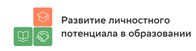 Развитие личностного
потенциала в образовании